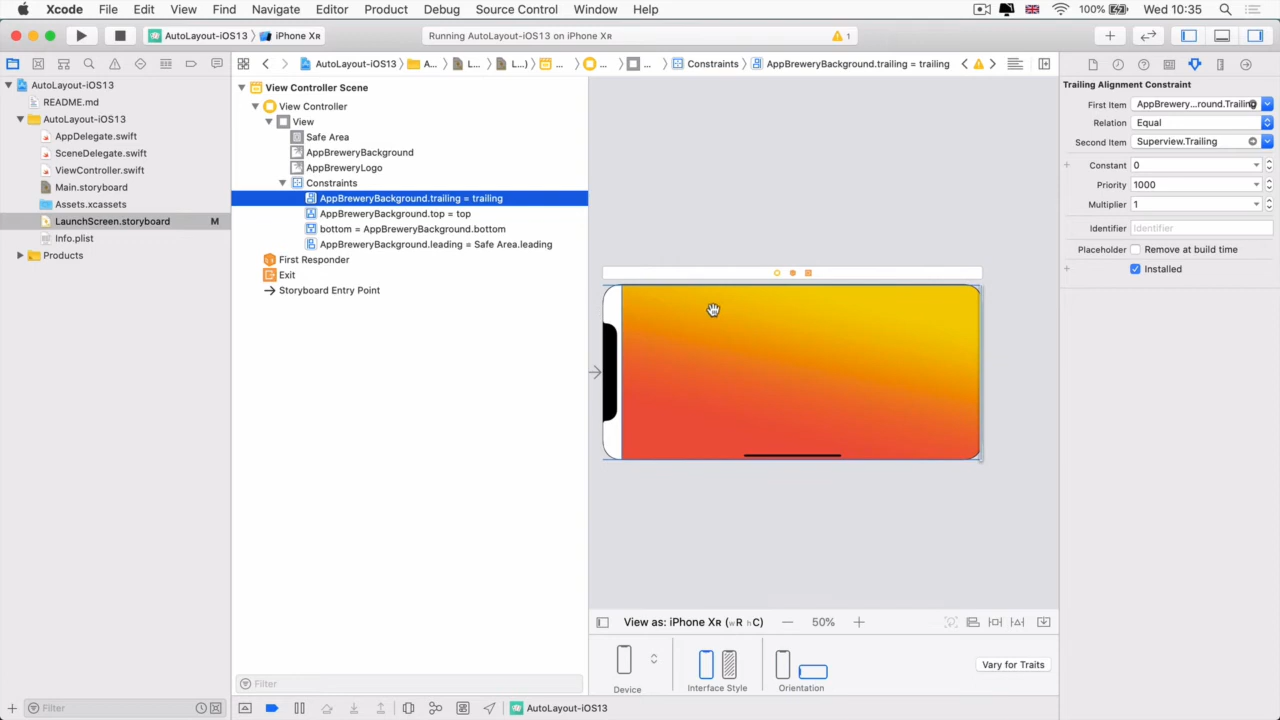 Xcode File Edit View Find Navigate Editor Product Debug Source Control Window Help 100% Wed 10:35
AutoLayout-iOS13 〉 iPhone Xʀ
Running AutoLayout-iOS13 on iPhone Xʀ 1
AutoLayout-iOS13 〉 A... 〉 L... 〉 L...) 〉 ... 〉 ... 〉 ... 〉 Constraints 〉 AppBreweryBackground.trailing = trailing
AutoLayout-iOS13
README.md
AutoLayout-iOS13
AppDelegate.swift
SceneDelegate.swift
ViewController.swift
Main.storyboard
Assets.xcassets
LaunchScreen.storyboard M
Info.plist
Products
View Controller Scene
View Controller
View
Safe Area
AppBreweryBackground
AppBreweryLogo
Constraints
AppBreweryBackground.trailing = trailing
AppBreweryBackground.top = top
bottom = AppBreweryBackground.bottom
AppBreweryBackground.leading = Safe Area.leading
First Responder
Exit
Storyboard Entry Point
Trailing Alignment Constraint
First Item AppBrewery...round.Trailing
Relation Equal
Second Item Superview.Trailing
Constant 0
Priority 1000
Multiplier 1
Identifier Identifier
Placeholder Remove at build time
Installed
View as: iPhone Xʀ (wR hC) — 50% +
Device
Interface Style
Orientation
Vary for Traits
Filter
Filter
AutoLayout-iOS13